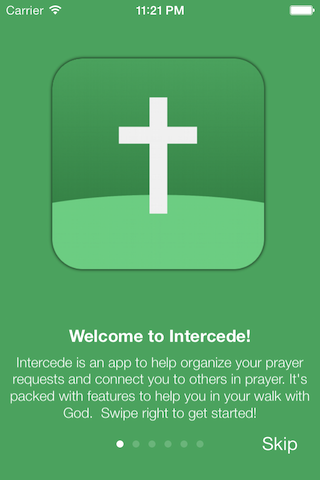 Carrier 11:21 PM
Welcome to Intercede!
Intercede is an app to help organize your prayer
requests and connect you to others in prayer. It's
packed with features to help you in your walk with
God.  Swipe right to get started!
Skip